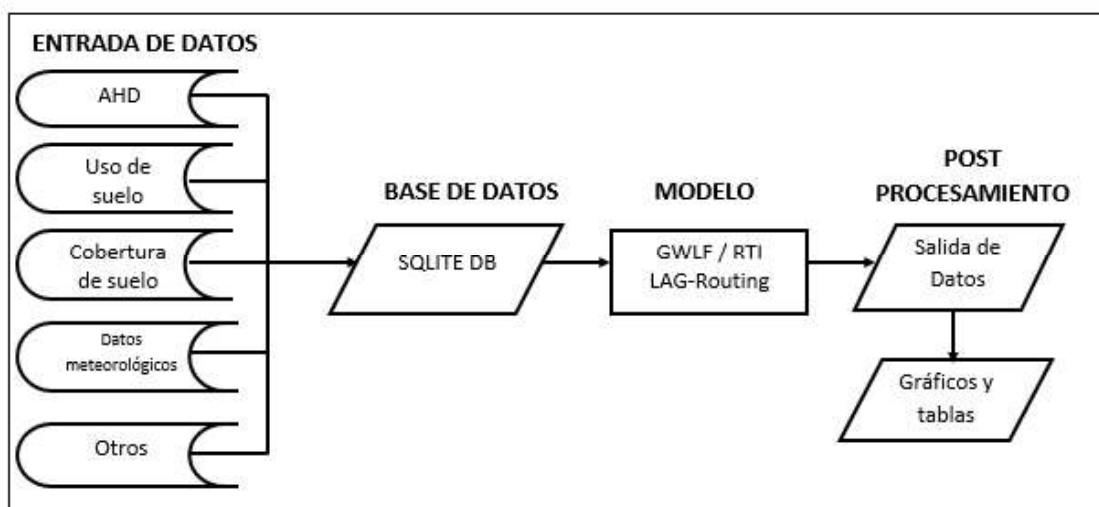 ENTRADA DE DATOS
AHD
Uso de
suelo
Cobertura
de suelo
Datos
meteorológicos
Otros
BASE DE DATOS
SQLITE DB
MODELO
GWLF / RTI
LAG-Routing
POST
PROCESAMIENTO
Salida de
Datos
Gráficos y
tablas